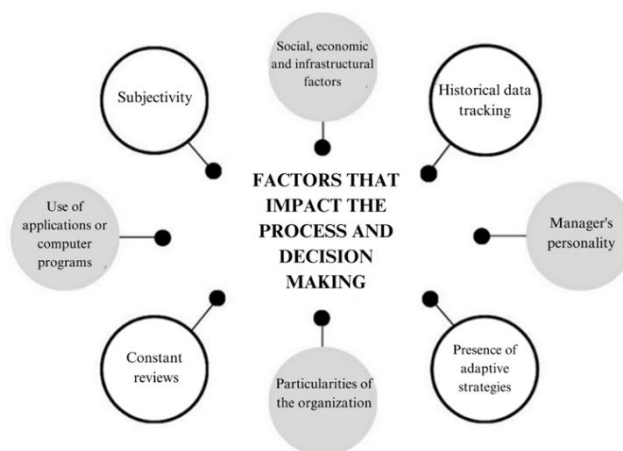 Social, economic
and infrastructural
factors
Subjectivity
Historical data
tracking
FACTORS THAT
IMPACT THE
PROCESS AND
DECISION
MAKING
Use of
applications or
computer
programs
Manager's
personality
Constant
reviews
Particularities of
the organization
Presence of
adaptive
strategies